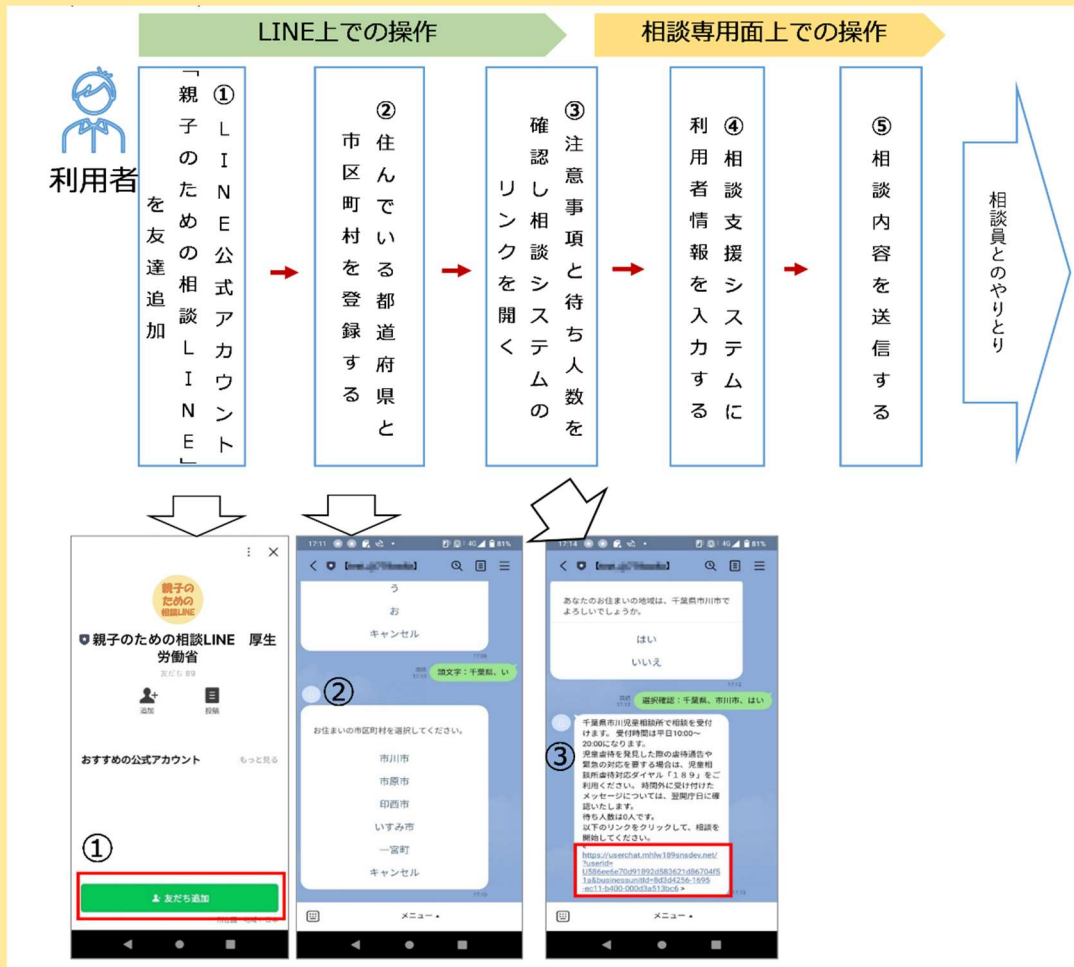 LINE上での操作
相談専用面上での操作
利用者
①LINE公式アカウント
「親子のための相談LINE」
を友達追加
②住んでいる都道府県と
市区町村を登録する
③注意事項と待ち人数を
確認し相談システムの
リンクを開く
④相談支援システムに
利用者情報を入力する
⑤相談内容を送信する
相談員とのやりとり
親子の
ための
相談LINE
親子のための相談LINE 厚生
労働省
友だち 89
追加
投稿
おすすめの公式アカウント
もっと見る
①
友だち追加
17:11
4G
81%
う
お
キャンセル
頭文字：千葉県、い
②
お住まいの市区町村を選択してください。
市川市
市原市
印西市
いすみ市
一宮町
キャンセル
メニュー
17:14
4G
81%
あなたのお住まいの地域は、千葉県市川市で
よろしいでしょうか。
はい
いいえ
選択確認：千葉県、市川市、はい
③
千葉県市川児童相談所で相談を受付
けます。 受付時間は平日10:00～
20:00になります。
児童虐待を発見した際の虐待通告や
緊急の対応を要する場合は、児童相
談所虐待対応ダイヤル「１８９」をご
利用ください。 時間外に受け付けた
メッセージについては、翌開庁日に確
認いたします。
待ち人数は0人です。
以下のリンクをクリックして、相談を
開始してください。
<
https://userchat.mhlw189snsdev.net/
?userid=
U586ee6e70d91892d583621d86704f5
1a&businessunitId=8d3d4256-1695
-ec11-b400-000d3a513bc6 >
メニュー